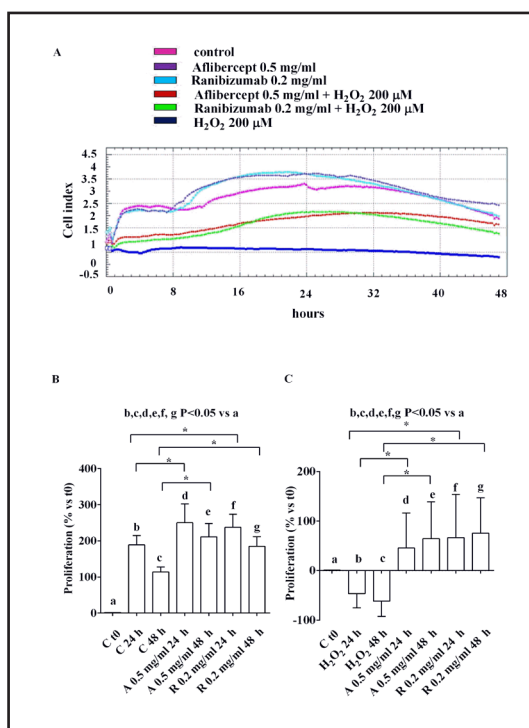 A
control
Aflibercept 0.5 mg/ml
Ranibizumab 0.2 mg/ml
Aflibercept 0.5 mg/ml + H₂O₂ 200 µM
Ranibizumab 0.2 mg/ml + H₂O₂ 200 µM
H₂O₂ 200 µM
Cell index
4.5
4
3.5
3
2.5
2
1.5
1
0.5
0
-0.5
0 8 16 24 32 40 48
hours
B
b,c,d,e,f, g P<0.05 vs a
*
*
*
*
Proliferation (% vs t0)
400
300
200
100
0
a
b
c
d
e
f
g
C t0
C 24 h
C 48 h
A 0.5 mg/ml 24 h
A 0.5 mg/ml 48 h
R 0.2 mg/ml 24 h
R 0.2 mg/ml 48 h
C
b,c,d,e,f,g P<0.05 vs a
*
*
*
*
Proliferation (% vs t0)
200
100
0
-100
a
b
c
d
e
f
g
C t0
H₂O₂ 24 h
H₂O₂ 48 h
A 0.5 mg/ml 24 h
A 0.5 mg/ml 48 h
R 0.2 mg/ml 24 h
R 0.2 mg/ml 48 h